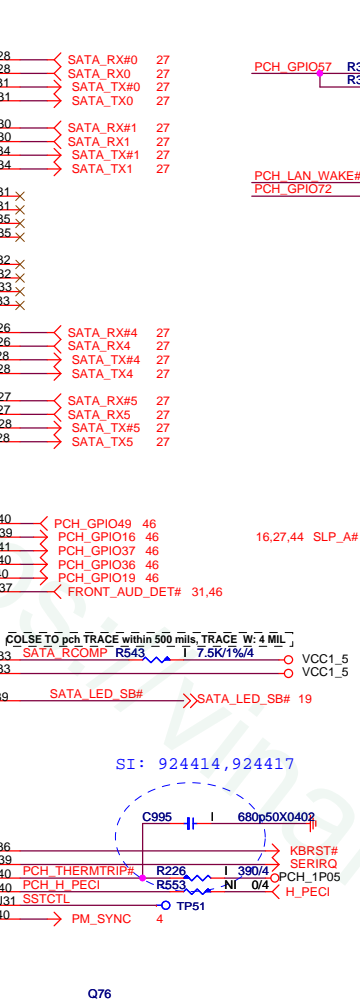 SATA_RX#0 27
SATA_RX0 27
SATA_TX#0 27
SATA_TX0 27
SATA_RX#1 27
SATA_RX1 27
SATA_TX#1 27
SATA_TX1 27
PCH_GPIO57
PCH_LAN_WAKE#
PCH_GPIO72
SATA_RX#4 27
SATA_RX4 27
SATA_TX#4 27
SATA_TX4 27
SATA_RX#5 27
SATA_RX5 27
SATA_TX#5 27
SATA_TX5 27
PCH_GPIO49 46
PCH_GPIO16 46
PCH_GPIO37 46
PCH_GPIO36 46
PCH_GPIO19 46
FRONT_AUD_DET# 31,46
16,27,44 SLP_A#
COLSE TO pch TRACE within 500 mils, TRACE W: 4 MIL
SATA_RCOMP R543 I 7.5K/1%/4 VCC1_5
VCC1_5
SATA_LED_SB# SATA_LED_SB# 19
SI: 924414,924417
C995 I 680p50X0402
KBRST#
SERIRQ
PCH_THERMTRIP# R226 I 390/4 PCH_1P05
PCH_H_PECI R553 NI 0/4 H_PECI
SSTCTL TP51
PM_SYNC 4
Q76